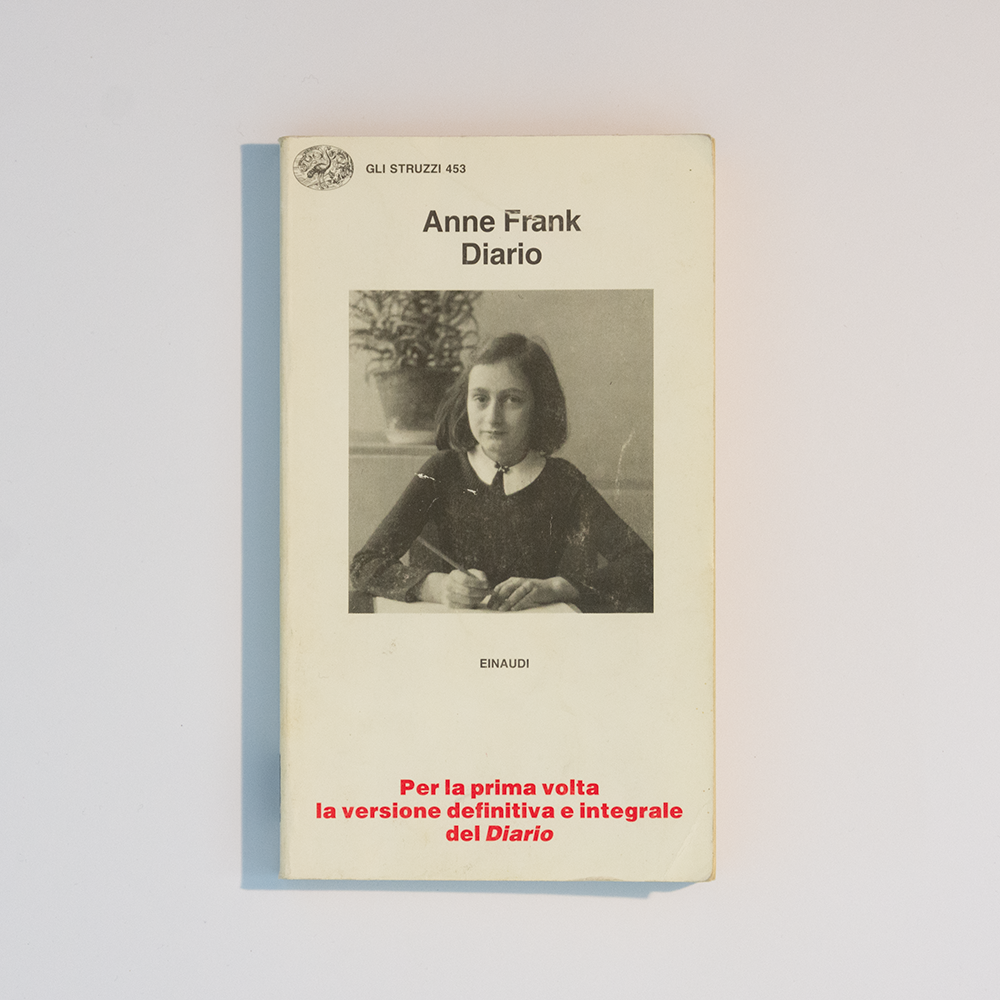 GLI STRUZZI 453
Anne Frank
Diario
EINAUDI
Per la prima volta
la versione definitiva e integrale
del Diario